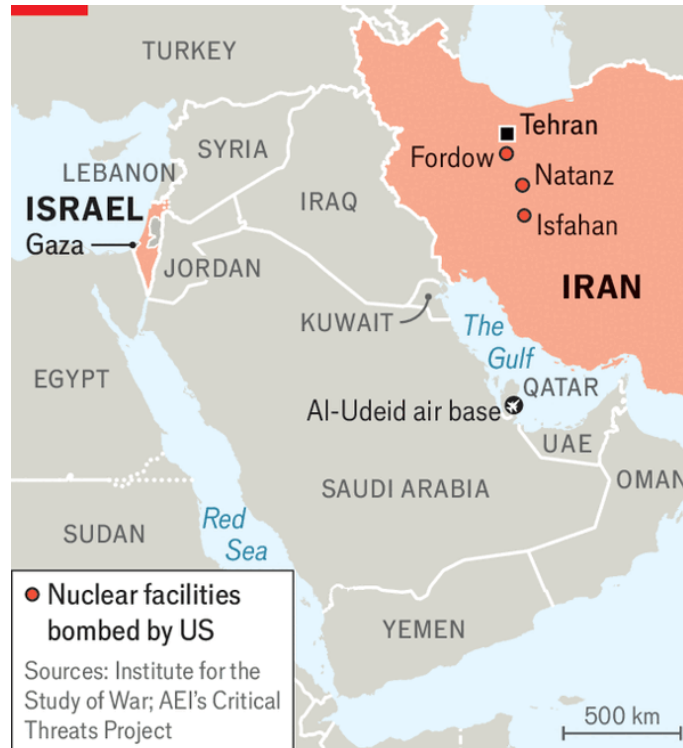 TURKEY
Tehran
Fordow
SYRIA
LEBANON
Natanz
IRAQ
ISRAEL
Isfahan
Gaza
JORDAN
IRAN
KUWAIT
The
Gulf
EGYPT
QATAR
Al-Udeid air base
UAE
SAUDI ARABIA
OMAN
Red
Sea
SUDAN
Nuclear facilities
bombed by US
YEMEN
Sources: Institute for the
Study of War; AEI's Critical
Threats Project
500 km